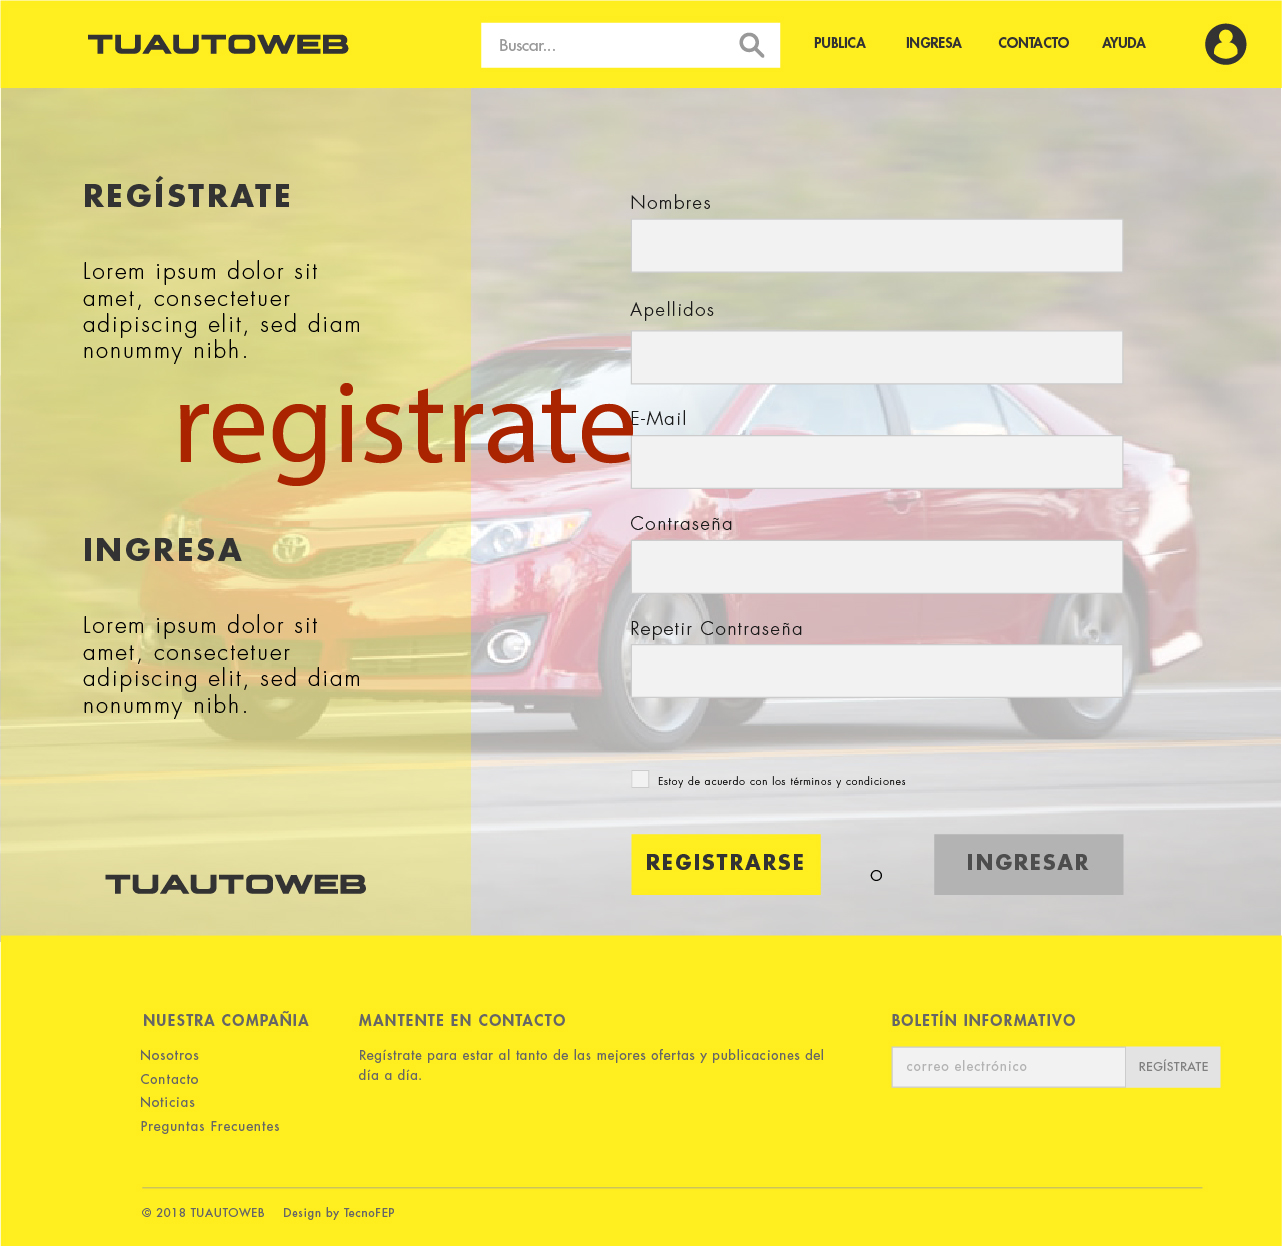 TUAUTOWEB
Buscar...
PUBLICA
INGRESA
CONTACTO
AYUDA
REGÍSTRATE
Lorem ipsum dolor sit
amet, consectetuer
adipiscing elit, sed diam
nonummy nibh.
registrate
INGRESA
Lorem ipsum dolor sit
amet, consectetuer
adipiscing elit, sed diam
nonummy nibh.
TUAUTOWEB
Nombres
Apellidos
E-Mail
Contraseña
Repetir Contraseña
Estoy de acuerdo con los términos y condiciones
REGISTRARSE
INGRESAR
NUESTRA COMPAÑIA
Nosotros
Contacto
Noticias
Preguntas Frecuentes
MANTENTE EN CONTACTO
Regístrate para estar al tanto de las mejores ofertas y publicaciones del
día a día.
BOLETÍN INFORMATIVO
correo electrónico
REGÍSTRATE
© 2018 TUAUTOWEB Design by TecnoFEP